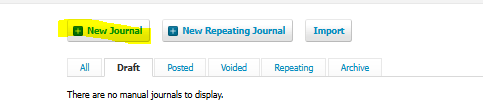 New Journal New Repeating Journal Import
All Draft Posted Voided Repeating Archive
There are no manual journals to display.